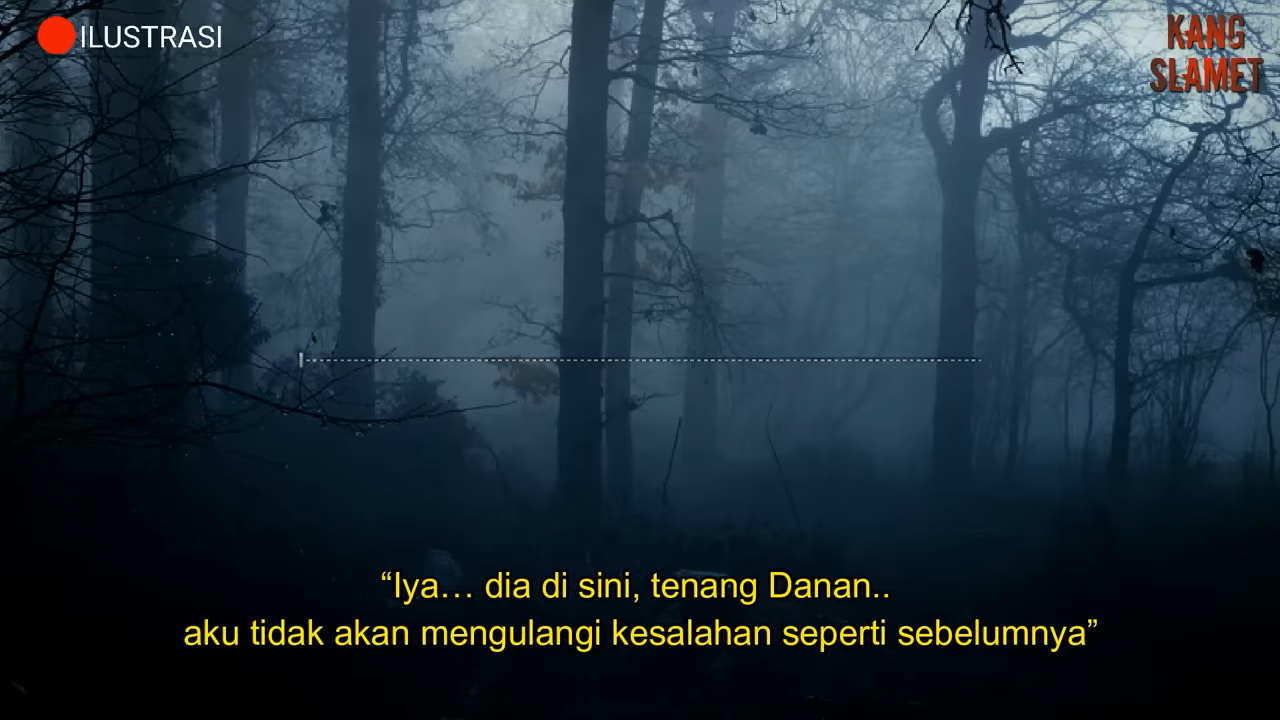 ILUSTRASI
KANG
SLAMET
“Iya… dia di sini, tenang Danan..
aku tidak akan mengulangi kesalahan seperti sebelumnya”